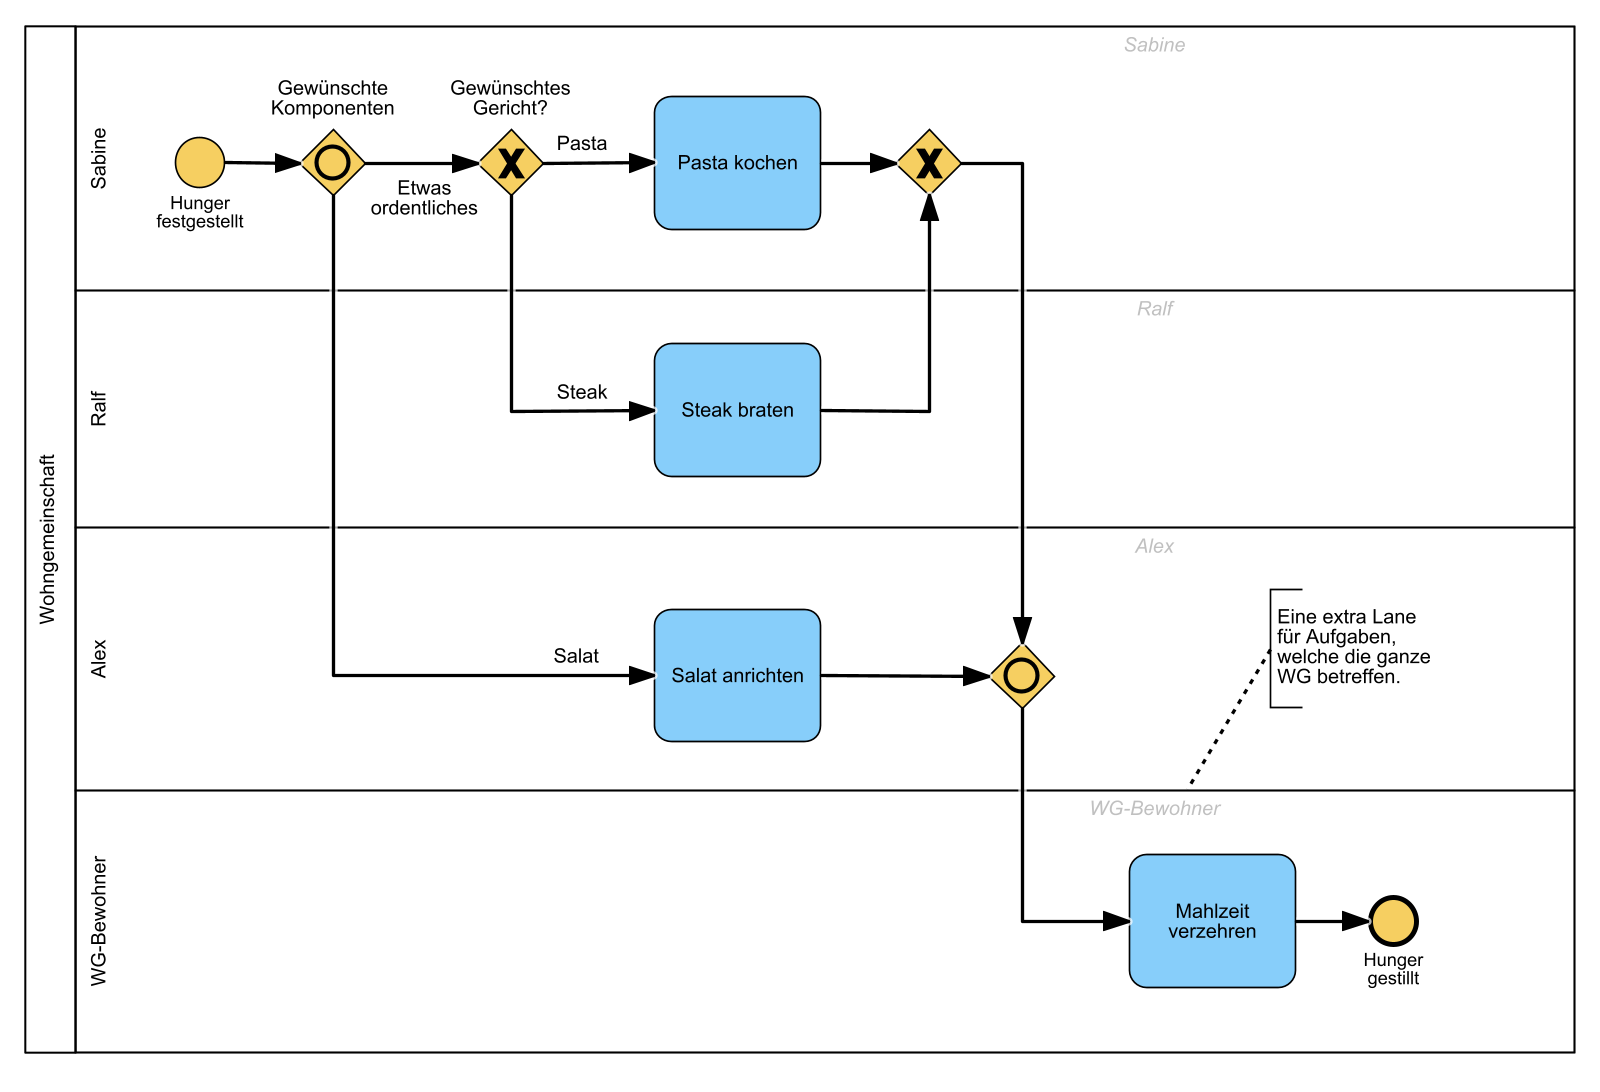 Wohngemeinschaft
Sabine
Sabine
Gewünschte
Komponenten
Gewünschtes
Gericht?
Hunger
festgestellt
Etwas
ordentliches
Pasta
Pasta kochen
Ralf
Ralf
Steak
Steak braten
Alex
Alex
Salat
Salat anrichten
Eine extra Lane
für Aufgaben,
welche die ganze
WG betreffen.
WG-Bewohner
WG-Bewohner
Mahlzeit
verzehren
Hunger
gestillt